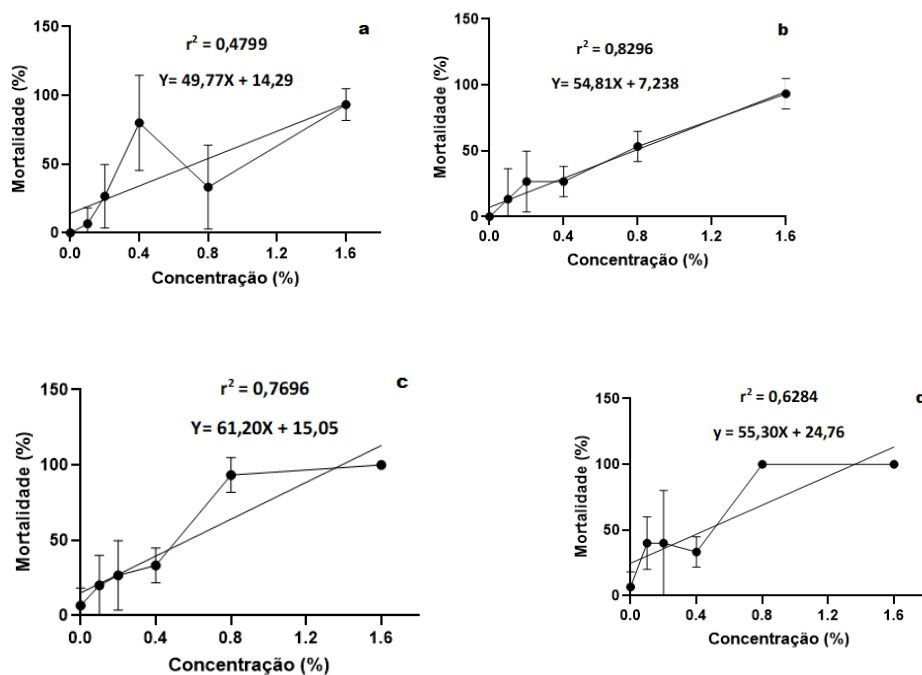 a
r² = 0,4799
Y= 49,77X + 14,29
Mortalidade (%)
150
100
50
0
0.0 0.4 0.8 1.2 1.6
Concentração (%)
b
r² = 0,8296
Y= 54,81X + 7,238
Mortalidade (%)
150
100
50
0
0.0 0.4 0.8 1.2 1.6
Concentração (%)
c
r² = 0,7696
Y= 61,20X + 15,05
Mortalidade (%)
150
100
50
0
0.0 0.4 0.8 1.2 1.6
Concentração (%)
d
r² = 0,6284
y = 55,30X + 24,76
Mortalidade (%)
150
100
50
0
0.0 0.4 0.8 1.2 1.6
Concentração (%)